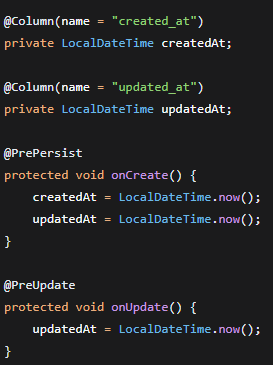 @Column(name = "created_at")
private LocalDateTime createdAt;

@Column(name = "updated_at")
private LocalDateTime updatedAt;

@PrePersist
protected void onCreate() {
    createdAt = LocalDateTime.now();
    updatedAt = LocalDateTime.now();
}

@PreUpdate
protected void onUpdate() {
    updatedAt = LocalDateTime.now();
}